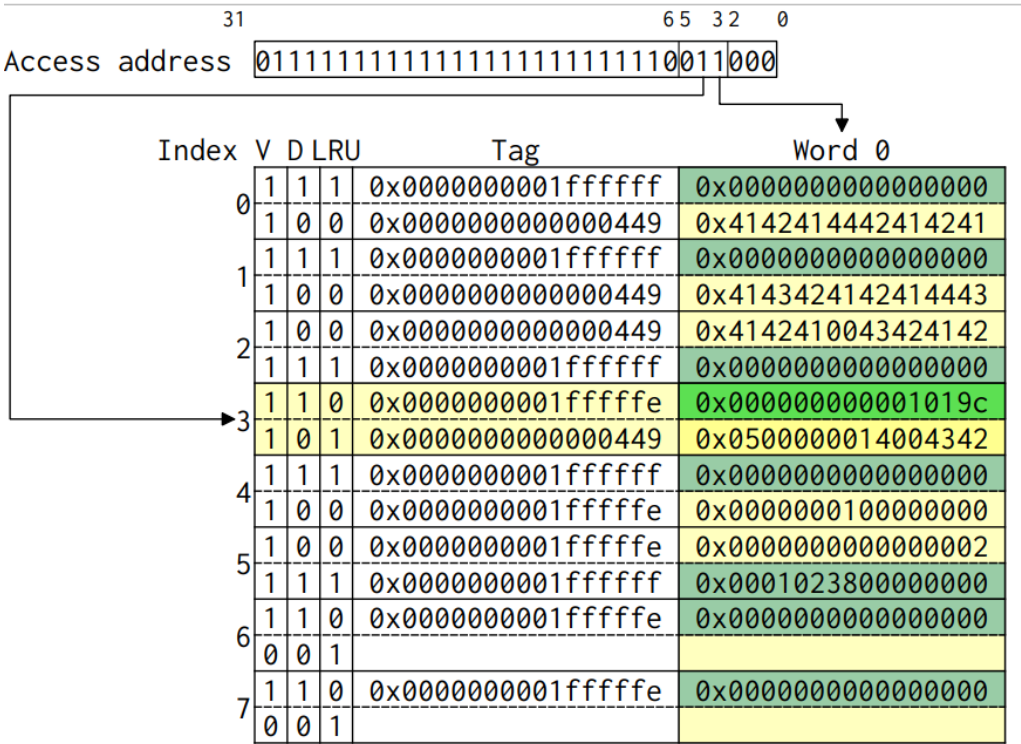 31 6 5 3 2 0
Access address 01111111111111111111111110 011 000
Index V D LRU Tag Word 0
0
1 1 1 0x0000000001ffffff 0x0000000000000000
1 0 0 0x0000000000000449 0x4142414442414241
1
1 1 1 0x0000000001ffffff 0x0000000000000000
1 0 0 0x0000000000000449 0x4143424142414443
2
1 0 0 0x0000000000000449 0x4142410043424142
1 1 1 0x0000000001ffffff 0x0000000000000000
3
1 1 0 0x0000000001fffffe 0x000000000001019c
1 0 1 0x0000000000000449 0x0500000014004342
4
1 1 1 0x0000000001ffffff 0x0000000000000000
1 0 0 0x0000000001fffffe 0x0000000100000000
5
1 0 0 0x0000000001fffffe 0x0000000000000002
1 1 1 0x0000000001ffffff 0x0001023800000000
6
1 1 0 0x0000000001fffffe 0x0000000000000000
0 0 1
7
1 1 0 0x0000000001fffffe 0x0000000000000000
0 0 1